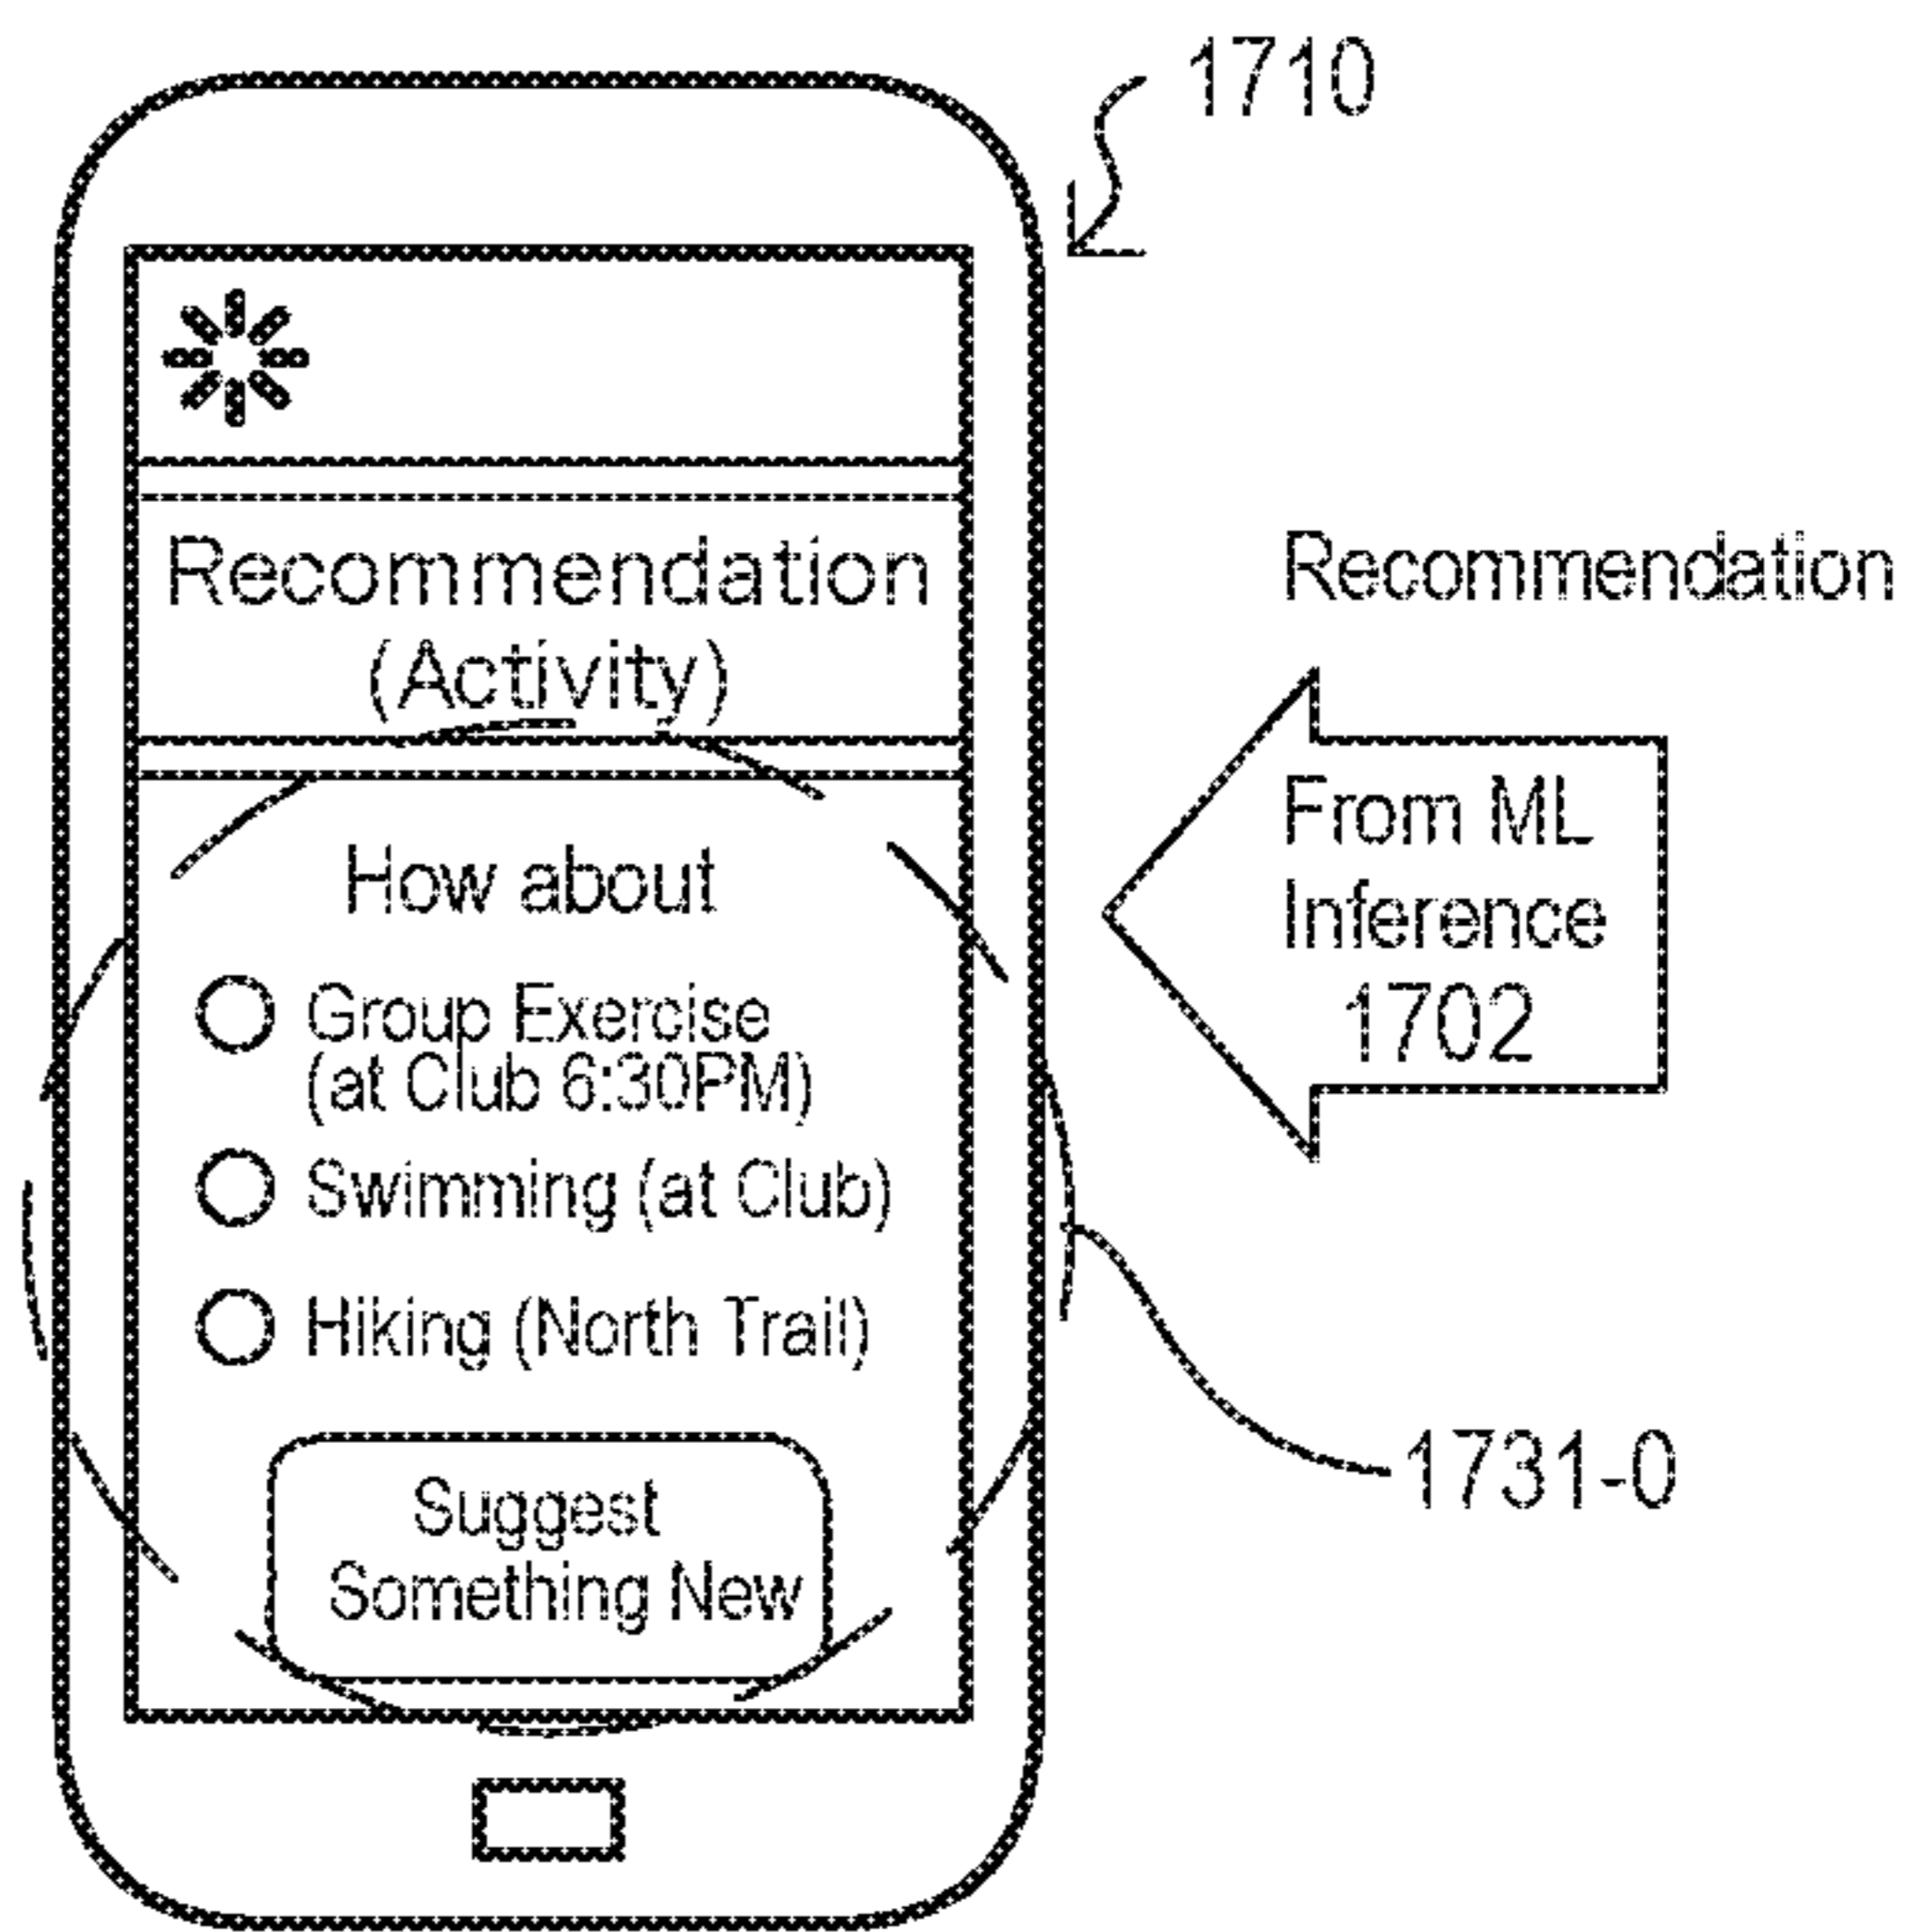 1710
Recommendation
(Activity)
How about
Group Exercise
(at Club 6:30PM)
Swimming (at Club)
Hiking (North Trail)
Suggest
Something New
Recommendation
From ML
Inference
1702
1731-0